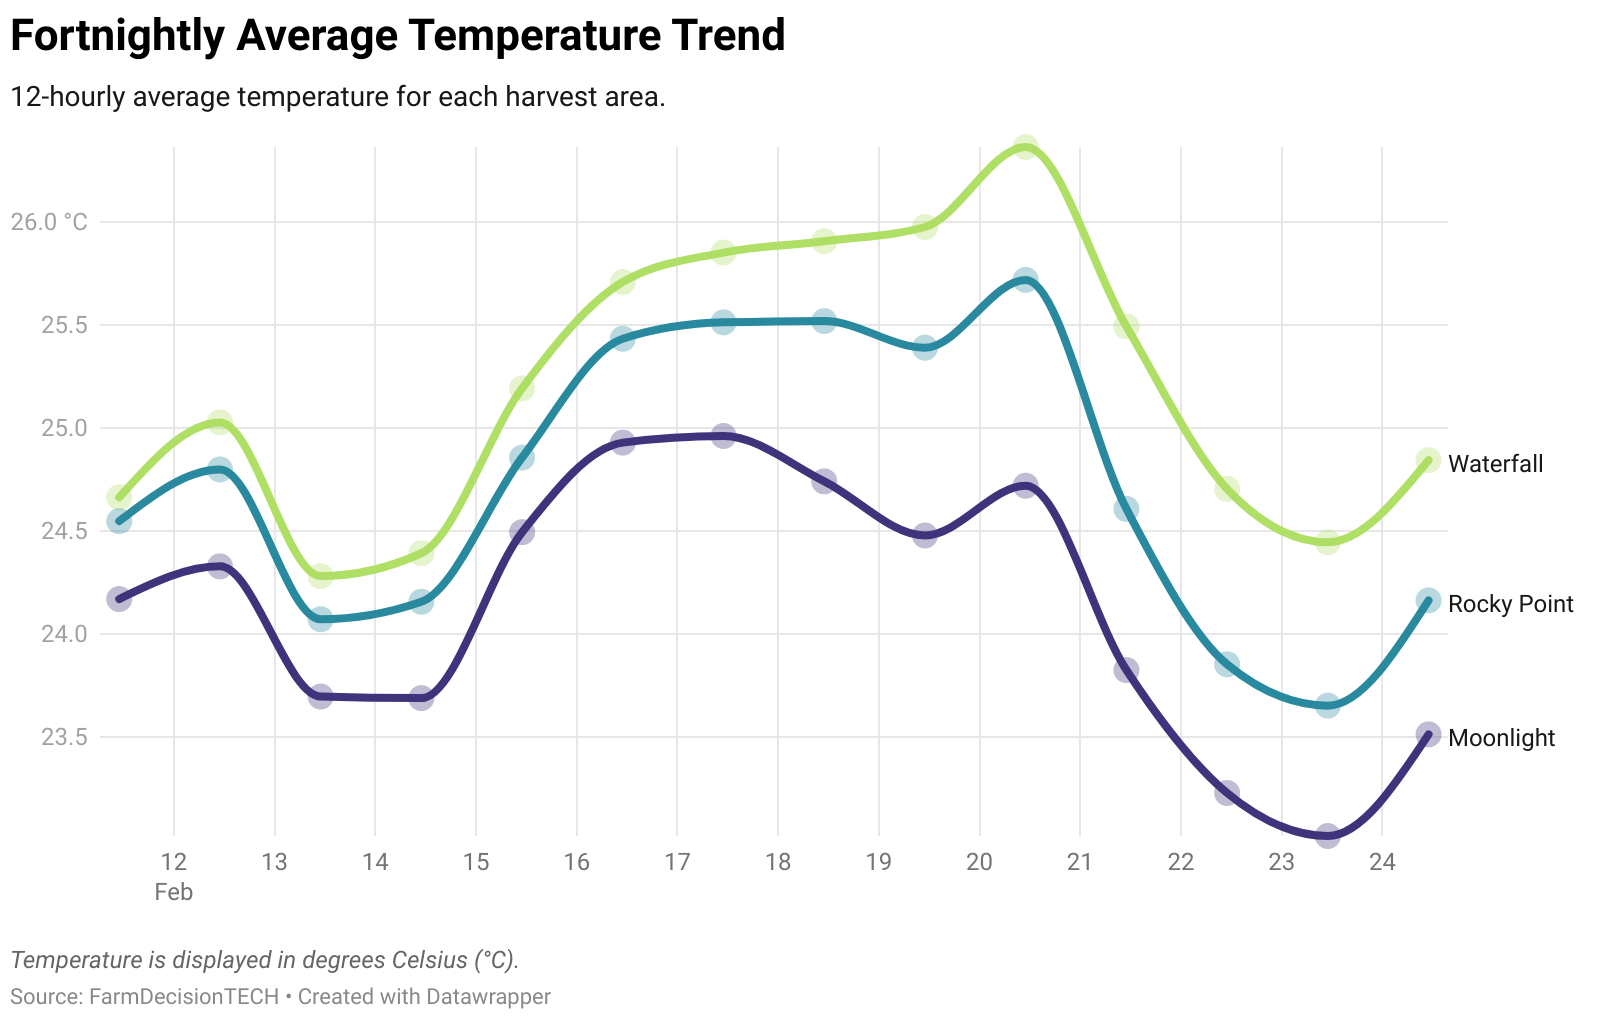 Fortnightly Average Temperature Trend
12-hourly average temperature for each harvest area.
26.0 °C
25.5
25.0
24.5
24.0
23.5
Waterfall
Rocky Point
Moonlight
12 13 14 15 16 17 18 19 20 21 22 23 24
Feb
Temperature is displayed in degrees Celsius (°C).
Source: FarmDecisionTECH • Created with Datawrapper